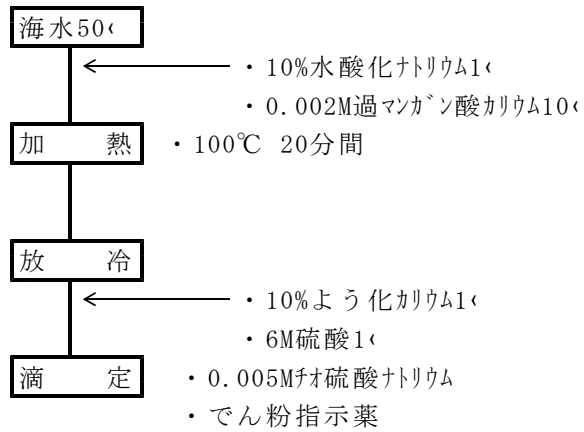 海水50
・10%水酸化ﾅﾄﾘｳﾑ1
・0.002M過ﾏﾝｶﾞﾝ酸ｶﾘｳﾑ10
加　熱 ・100℃ 20分間
放　冷
・10%よう化ｶﾘｳﾑ1
・6M硫酸1
滴　定 ・0.005Mﾁｵ硫酸ﾅﾄﾘｳﾑ
・でん粉指示薬